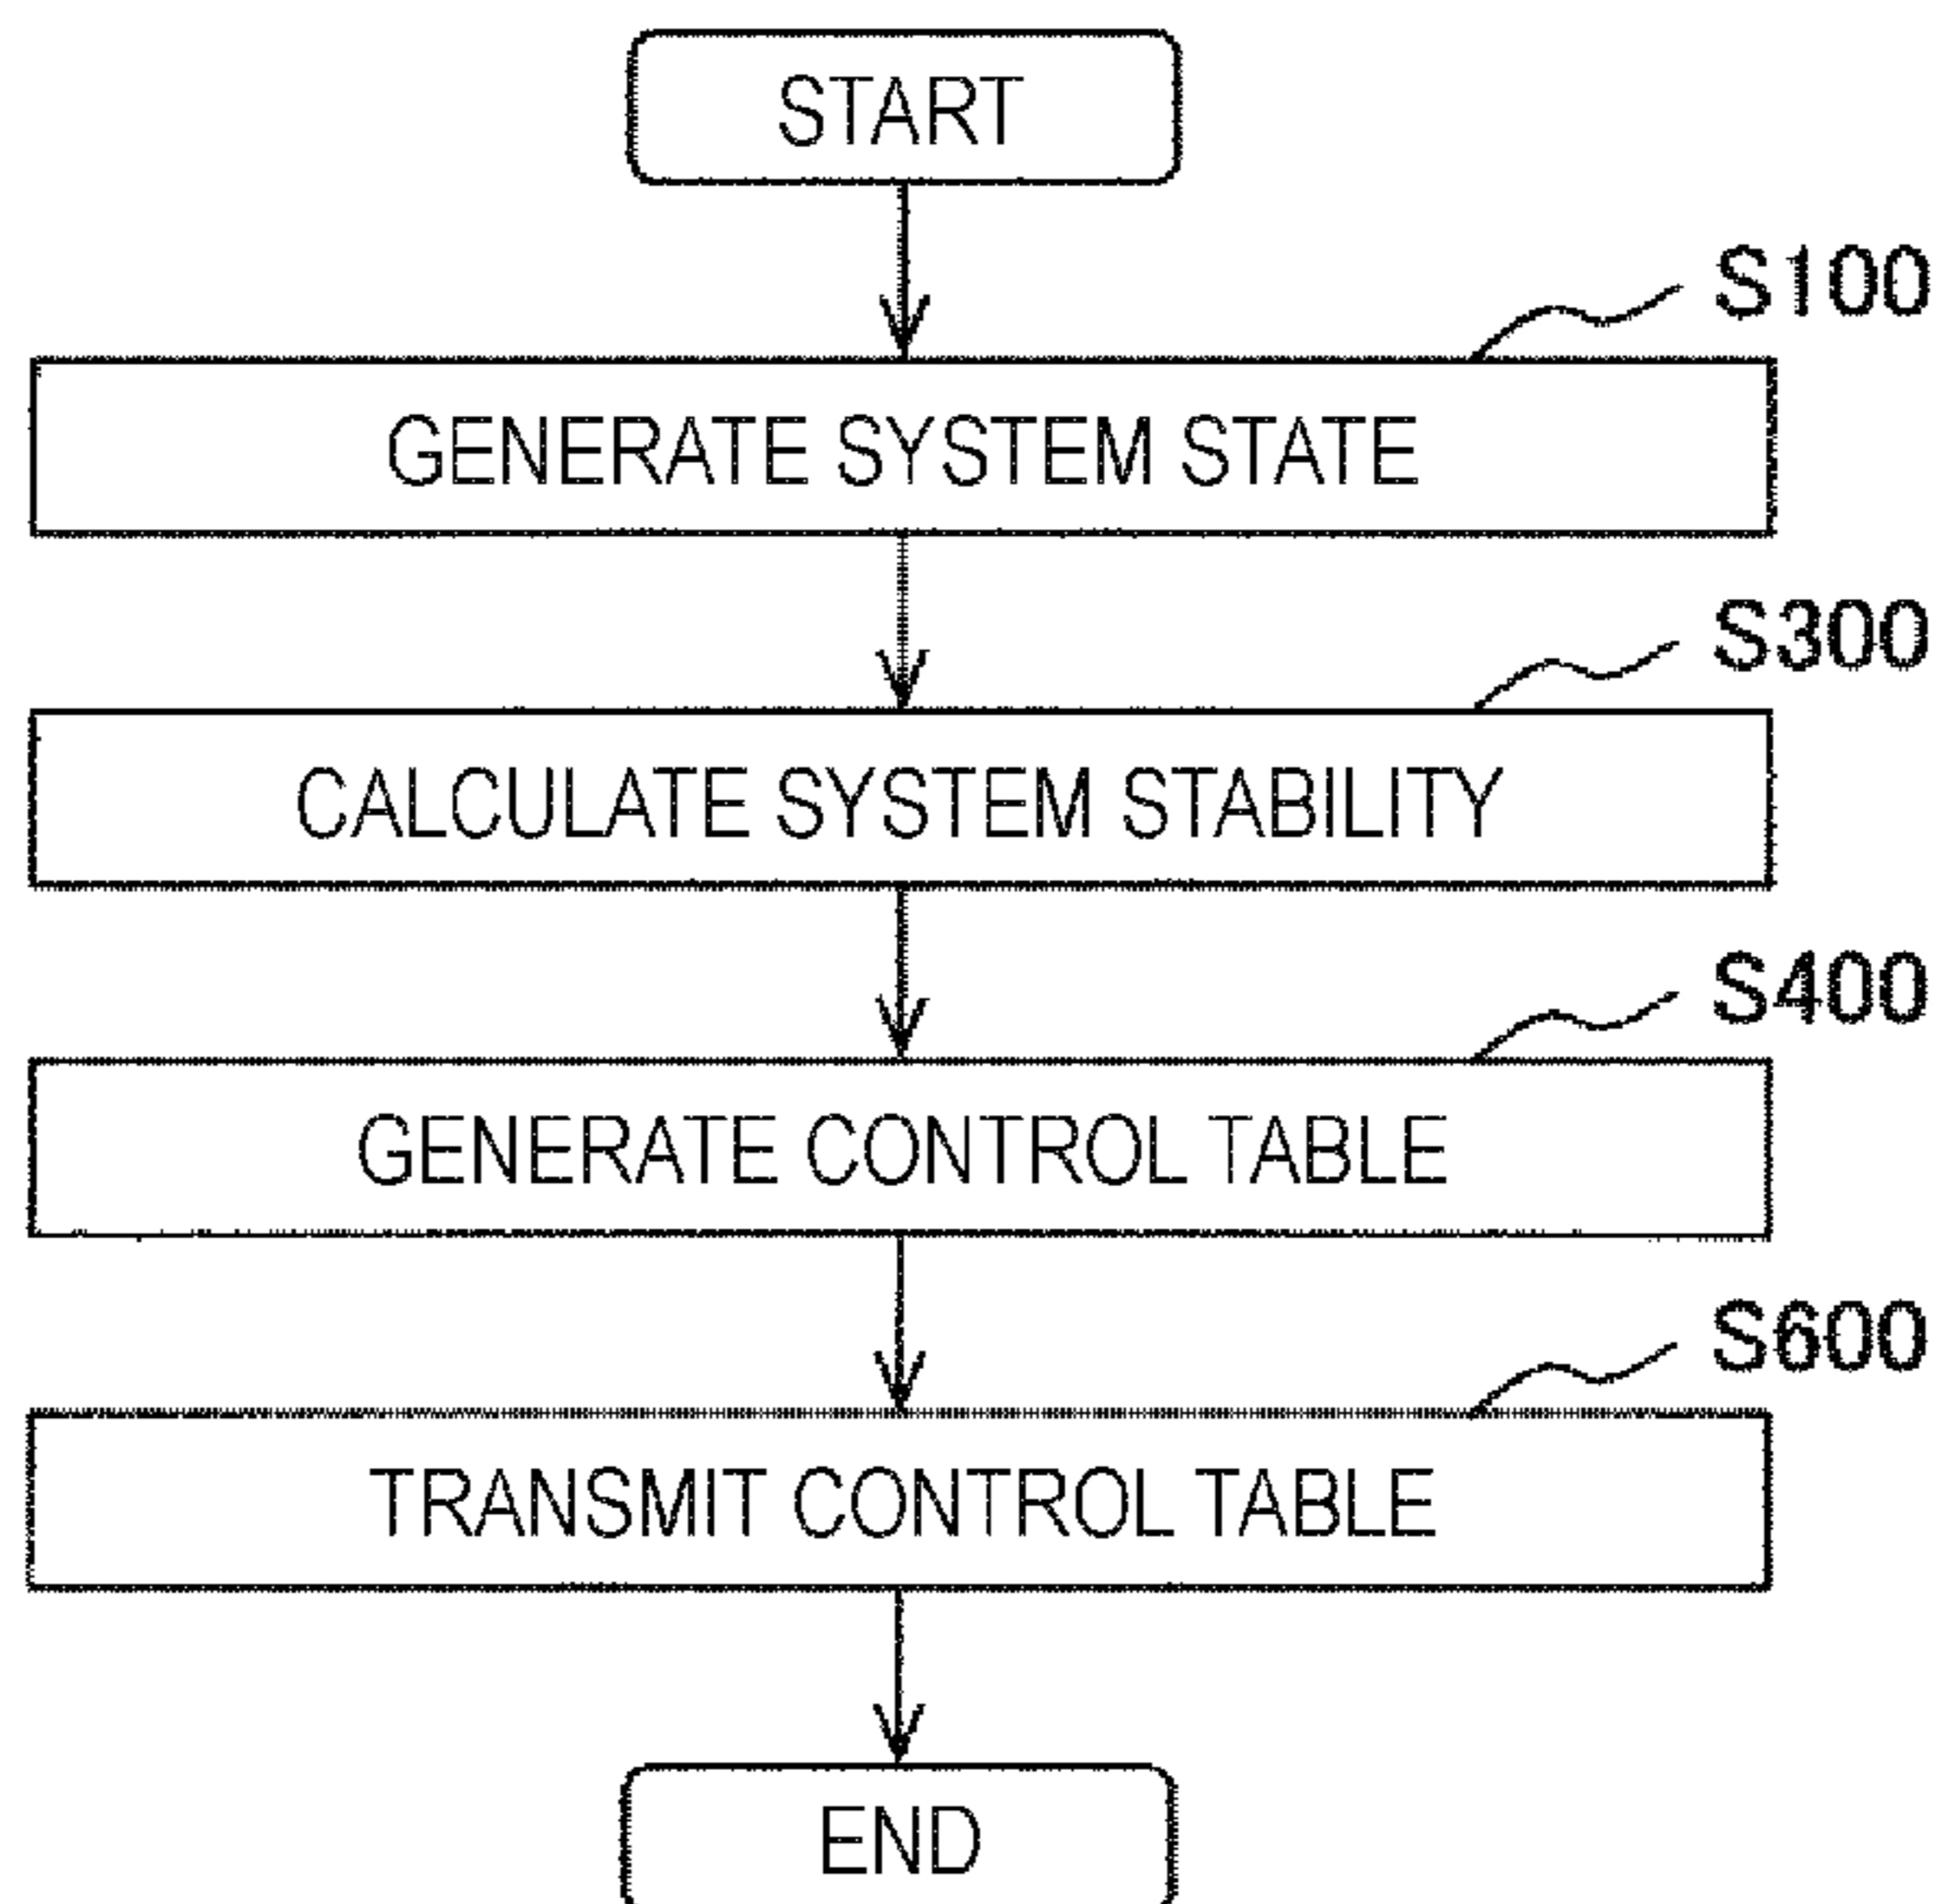 START
S100
GENERATE SYSTEM STATE
S300
CALCULATE SYSTEM STABILITY
S400
GENERATE CONTROL TABLE
S600
TRANSMIT CONTROL TABLE
END